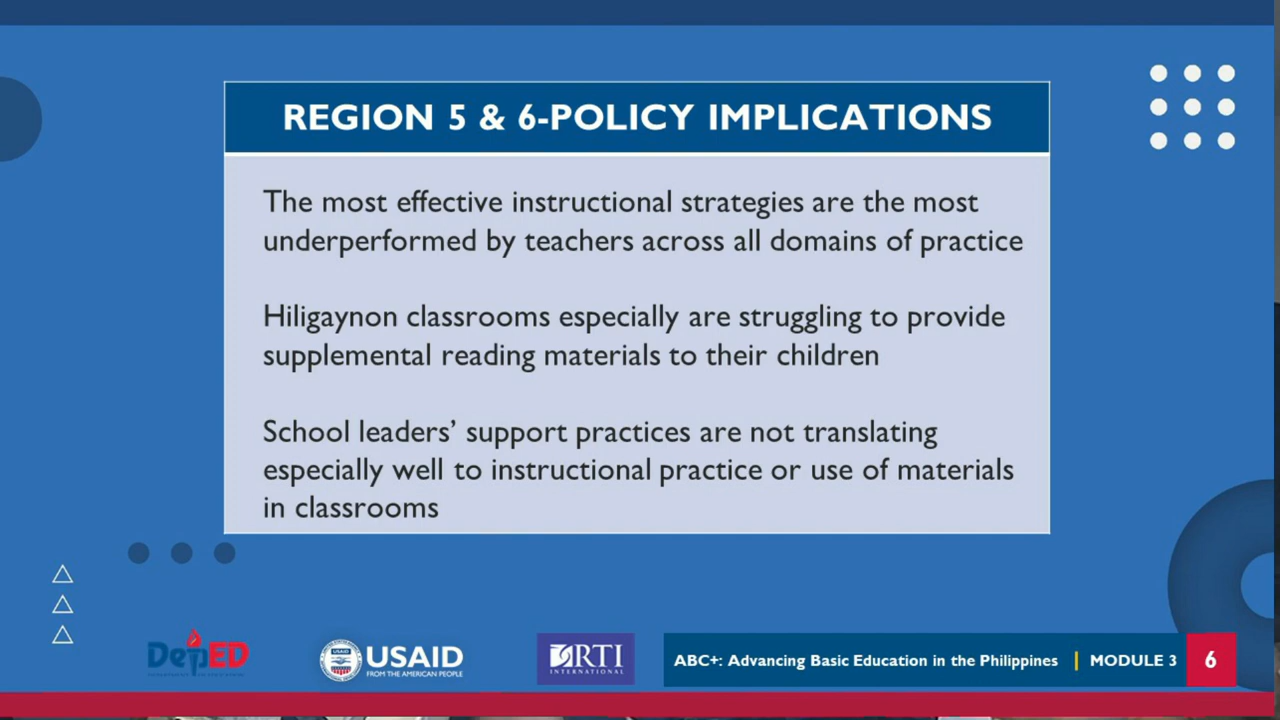 REGION 5 & 6-POLICY IMPLICATIONS
The most effective instructional strategies are the most
underperformed by teachers across all domains of practice
Hiligaynon classrooms especially are struggling to provide
supplemental reading materials to their children
School leaders’ support practices are not translating
especially well to instructional practice or use of materials
in classrooms
DepED
USAID
FROM THE AMERICAN PEOPLE
RTI
INTERNATIONAL
ABC+: Advancing Basic Education in the Philippines | MODULE 3 6